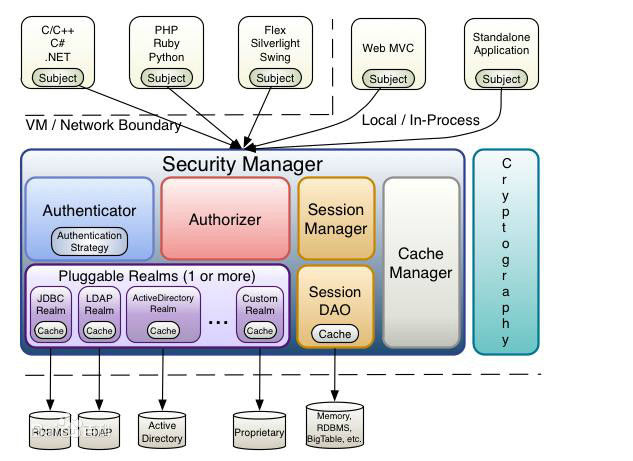 C/C++
C#
.NET
Subject
PHP
Ruby
Python
Subject
Flex
Silverlight
Swing
Subject
Web MVC
Subject
Standalone
Application
Subject
VM / Network Boundary
Local / In-Process
Security Manager
Authenticator
Authentication
Strategy
Authorizer
Session
Manager
Cache
Manager
Cryptography
Pluggable Realms (1 or more)
JDBC
Realm
Cache
LDAP
Realm
Cache
ActiveDirectory
Realm
Cache
...
Custom
Realm
Cache
Session
DAO
Cache
RDBMS
LDAP
Active
Directory
Proprietary
Memory,
RDBMS,
BigTable, etc.